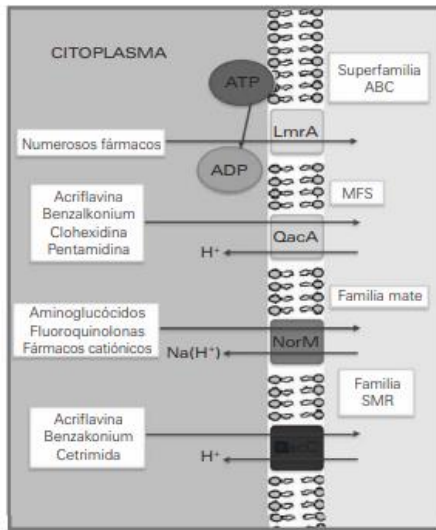 CITOPLASMA
ATP
Superfamilia
ABC
LmrA
Numerosos fármacos
ADP
MFS
Acriflavina
Benzalkonium
Clohexidina
Pentamidina
QacA
H⁺
Familia mate
Aminoglucócidos
Fluoroquinolonas
Fármacos catiónicos
NorM
Na(H⁺)
Familia
SMR
Acriflavina
Benzakonium
Cetrimida
H⁺